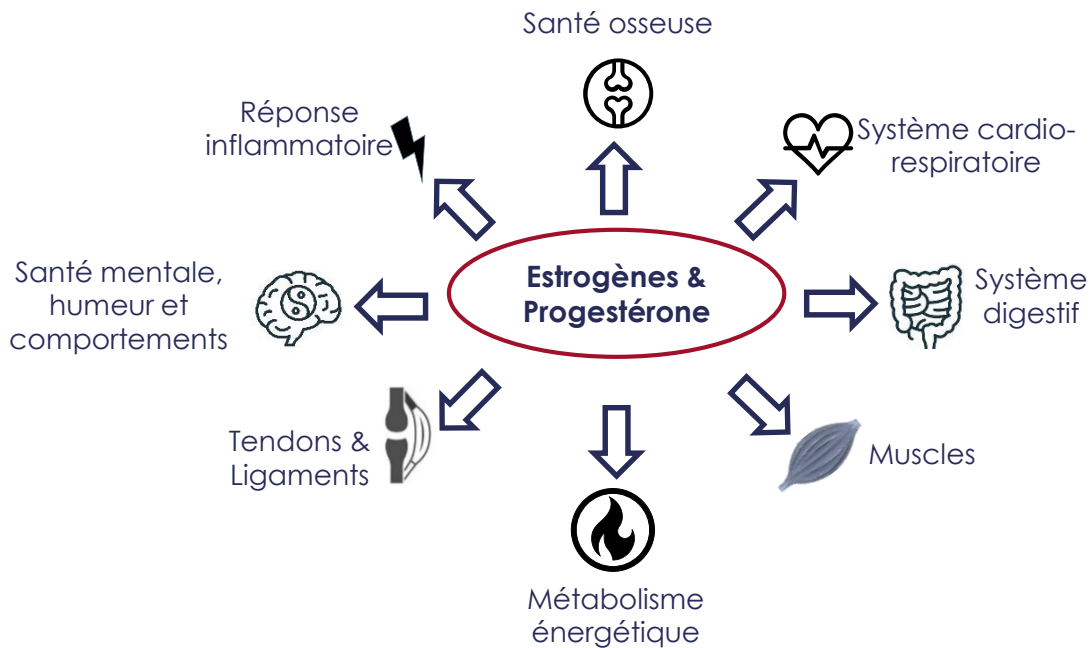 Santé osseuse
Réponse
inflammatoire
Système cardio-
respiratoire
Estrogènes &
Progestérone
Santé mentale,
humeur et
comportements
Système
digestif
Tendons &
Ligaments
Muscles
Métabolisme
énergétique